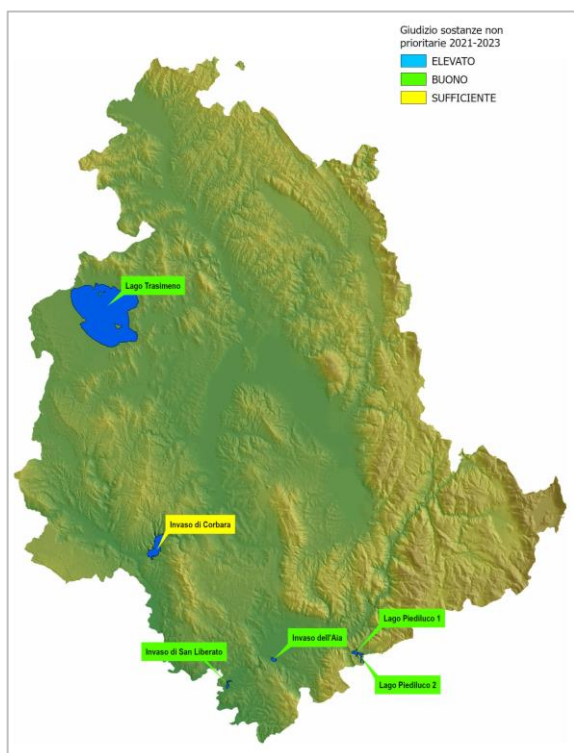 Giudizio sostanze non
prioritarie 2021-2023
ELEVATO
BUONO
SUFFICIENTE
Lago Trasimeno
Invaso di Corbara
Lago Piediluco 1
Invaso dell'Aia
Invaso di San Liberato
Lago Piediluco 2